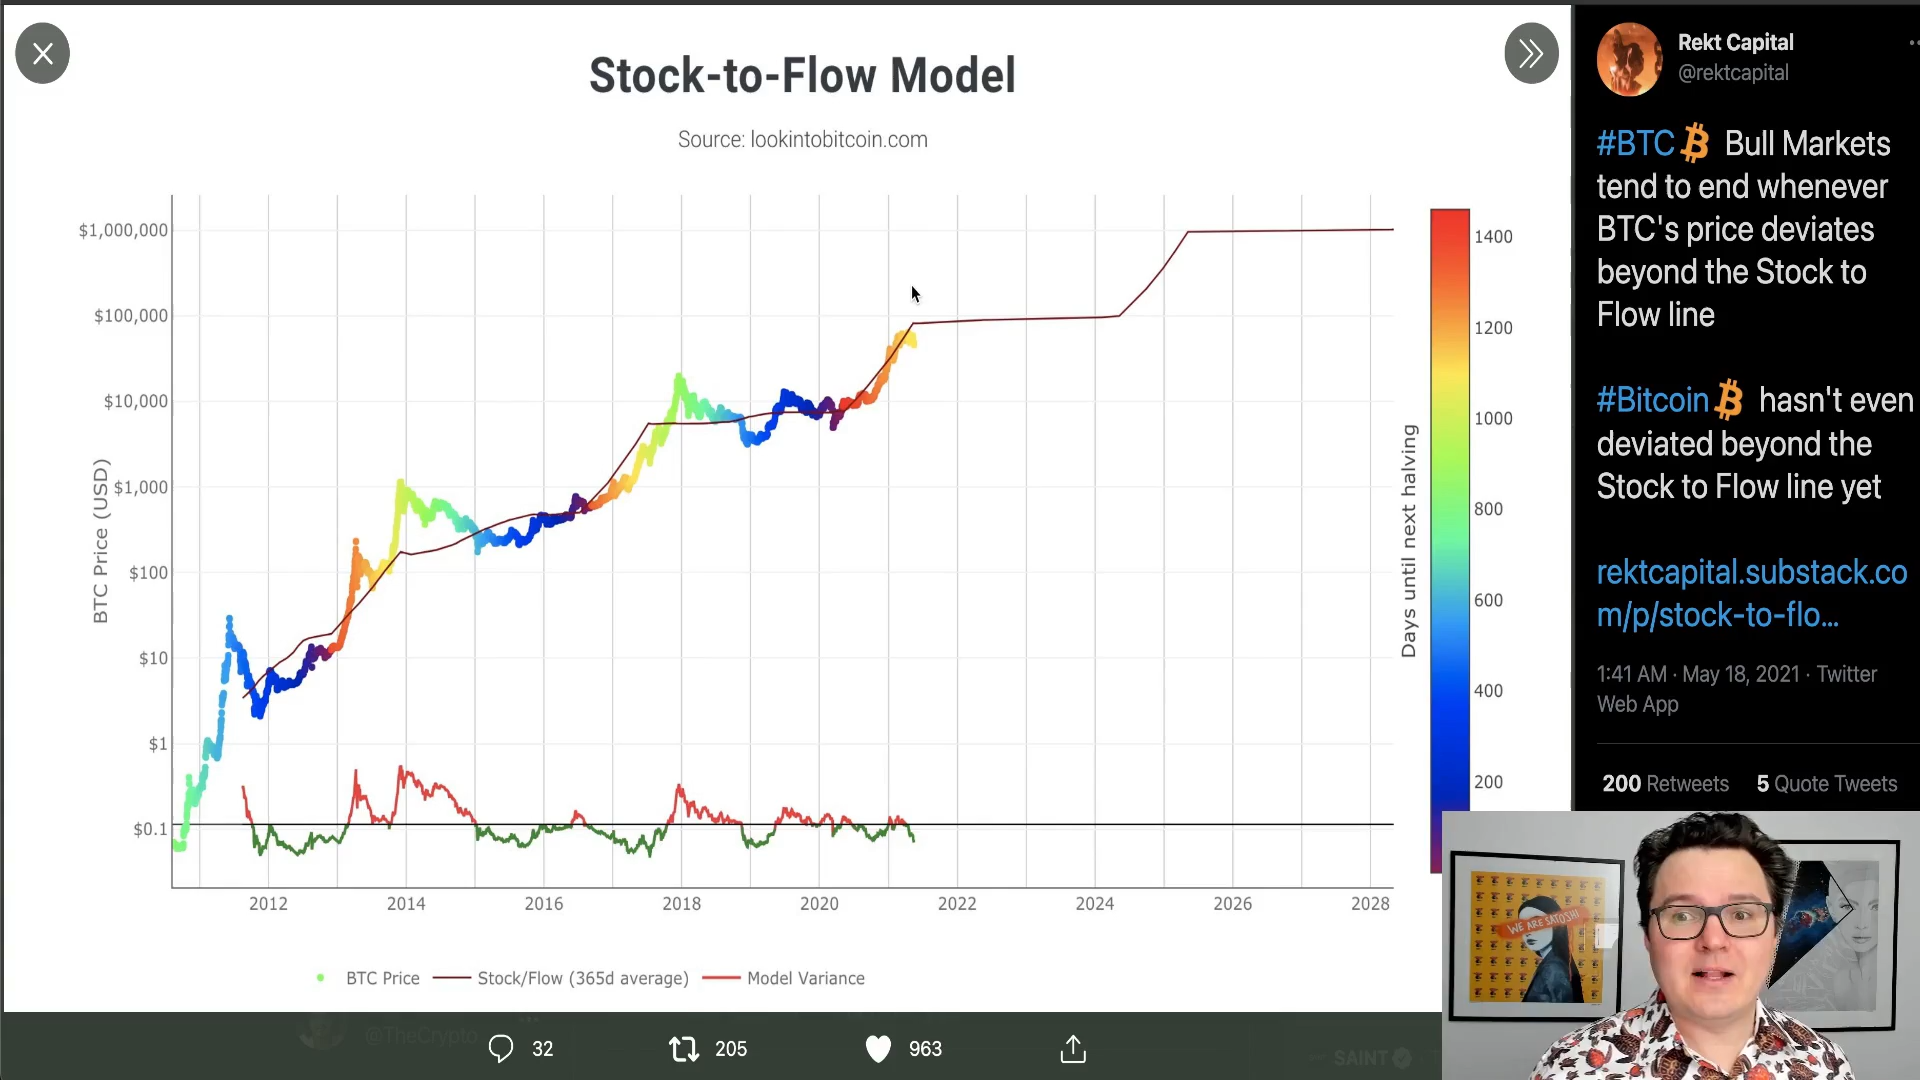 Stock-to-Flow Model
Source: lookintobitcoin.com
$1,000,000
$100,000
$10,000
$1,000
$100
$10
$1
$0.1
BTC Price (USD)
2012
2014
2016
2018
2020
2022
2024
2026
2028
BTC Price
Stock/Flow (365d average)
Model Variance
1400
1200
1000
800
600
400
200
Days until next halving
Rekt Capital
@rektcapital
#BTC Bull Markets
tend to end whenever
BTC's price deviates
beyond the Stock to
Flow line
#Bitcoin hasn't even
deviated beyond the
Stock to Flow line yet
rektcapital.substack.co
m/p/stock-to-flo...
1:41 AM · May 18, 2021 · Twitter
Web App
200 Retweets 5 Quote Tweets
WE ARE SATOSHI
@TheCrypto
32
205
963
SAINT